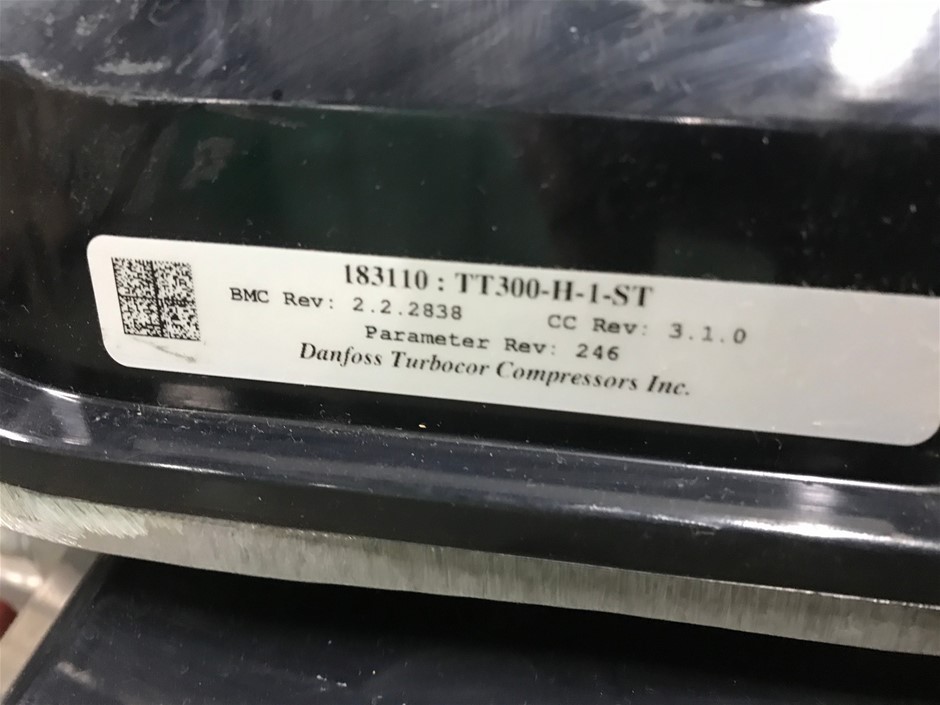 183110 : TT300-H-1-ST
BMC Rev: 2.2.2838 CC Rev: 3.1.0
Parameter Rev: 246
Danfoss Turbocor Compressors Inc.